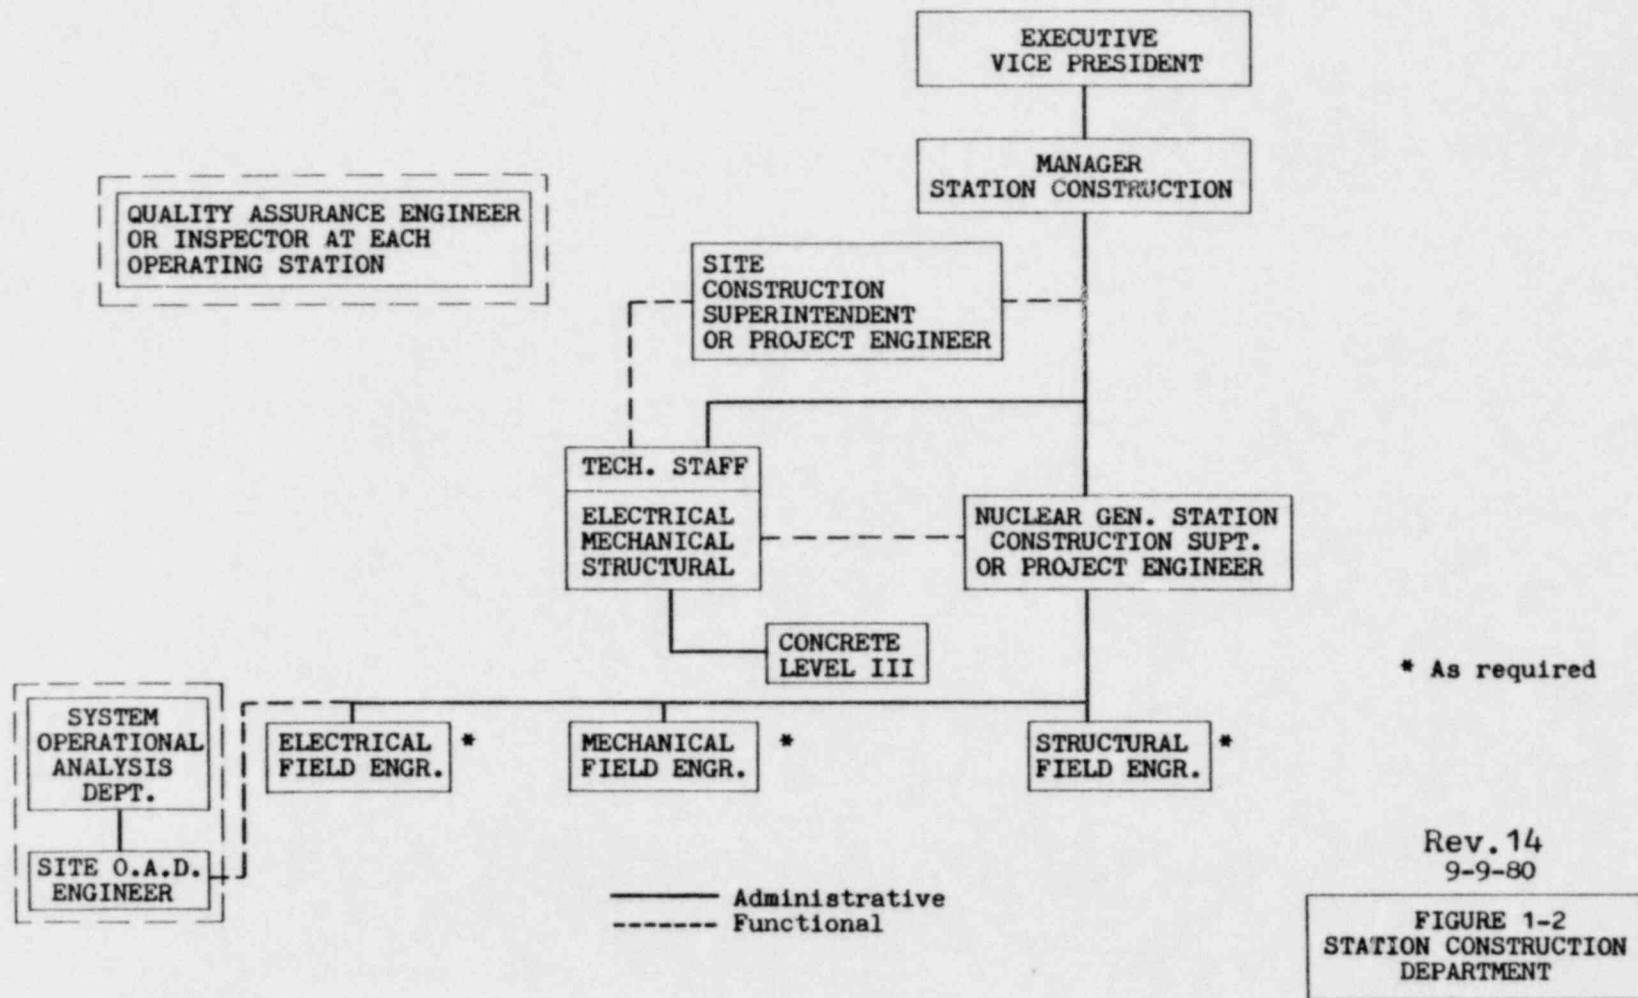 EXECUTIVE
VICE PRESIDENT
MANAGER
STATION CONSTRUCTION
QUALITY ASSURANCE ENGINEER
OR INSPECTOR AT EACH
OPERATING STATION
SITE
CONSTRUCTION
SUPERINTENDENT
OR PROJECT ENGINEER
TECH. STAFF
ELECTRICAL
MECHANICAL
STRUCTURAL
NUCLEAR GEN. STATION
CONSTRUCTION SUPT.
OR PROJECT ENGINEER
CONCRETE
LEVEL III
* As required
SYSTEM
OPERATIONAL
ANALYSIS
DEPT.
SITE O.A.D.
ENGINEER
ELECTRICAL *
FIELD ENGR.
MECHANICAL *
FIELD ENGR.
STRUCTURAL *
FIELD ENGR.
Administrative
Functional
Rev.14
9-9-80
FIGURE 1-2
STATION CONSTRUCTION
DEPARTMENT